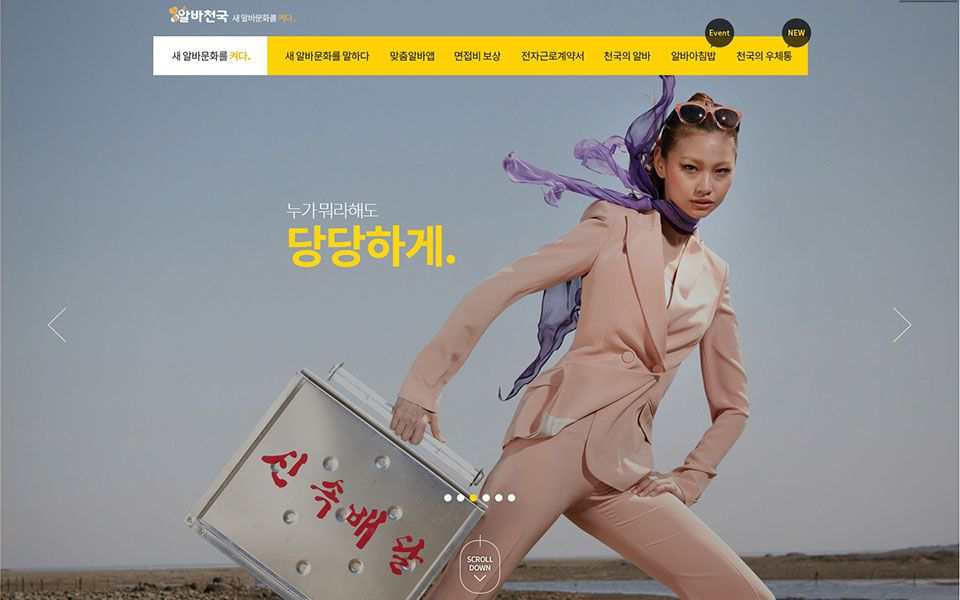 알바천국 새 알바문화를 켜다.
Event
NEW
새 알바문화를 켜다.
새 알바문화를 말하다
맞춤알바앱
면접비 보상
전자근로계약서
천국의 알바
알바아침밥
천국의 우체통
누가 뭐라해도
당당하게.
신속배달
SCROLL
DOWN